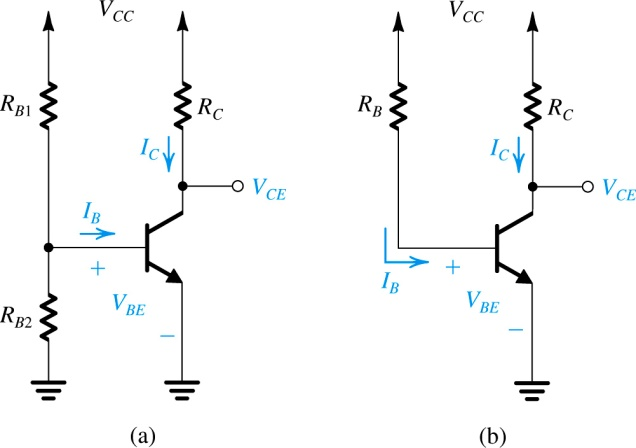 V_CC V_CC
R_B1 R_C R_B R_C
I_C I_C
V_CE V_CE
I_B
+ + I_B
V_BE V_BE
R_B2
− −
(a) (b)